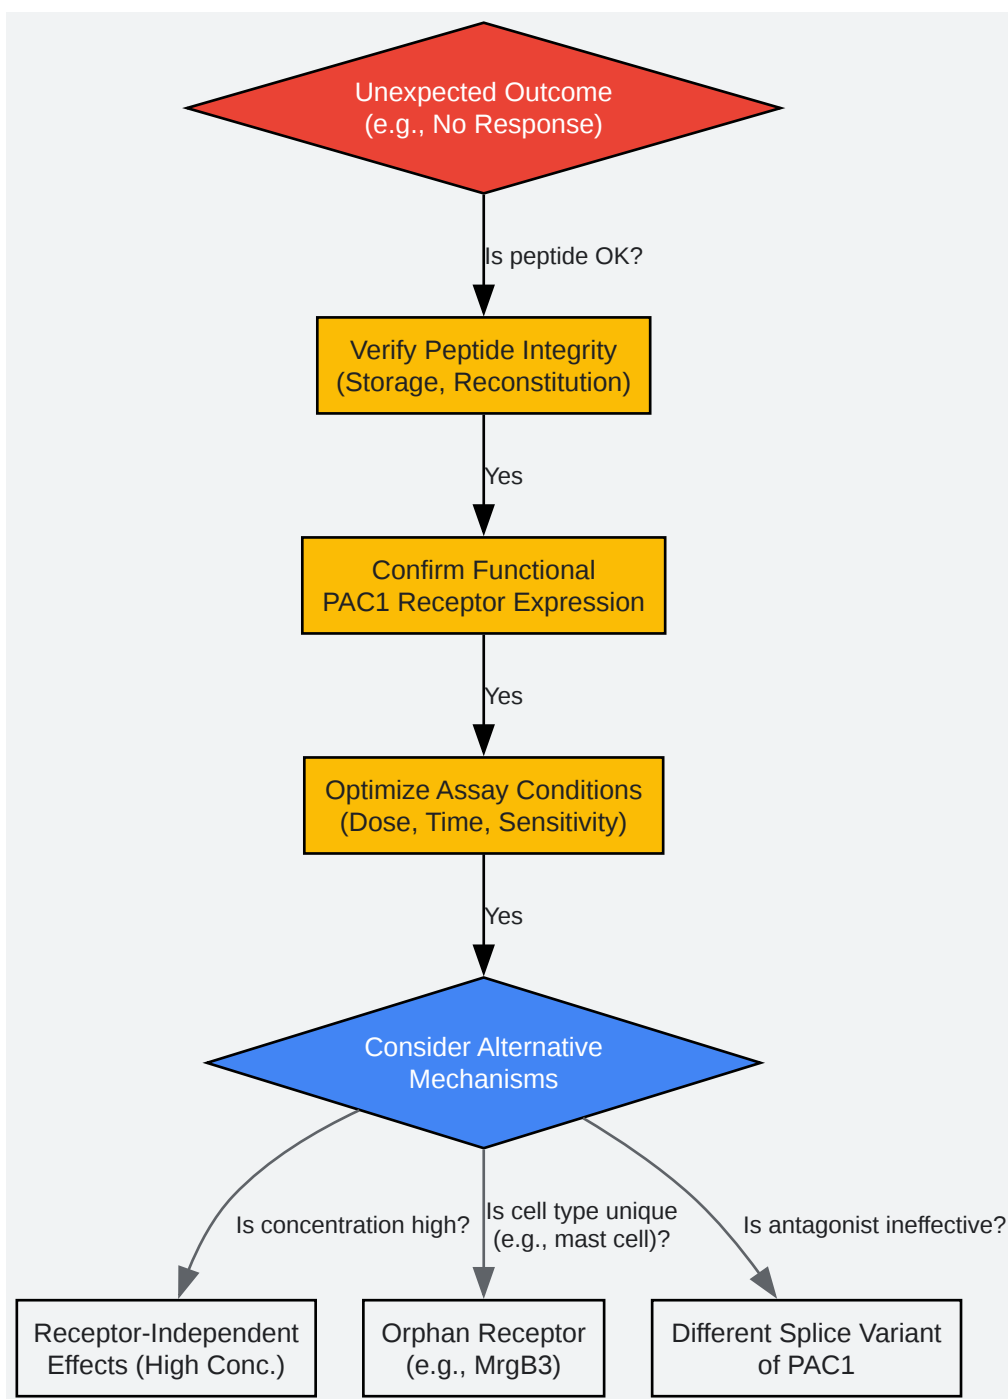 Unexpected Outcome
(e.g., No Response)
Is peptide OK?
Verify Peptide Integrity
(Storage, Reconstitution)
Yes
Confirm Functional
PAC1 Receptor Expression
Yes
Optimize Assay Conditions
(Dose, Time, Sensitivity)
Yes
Consider Alternative
Mechanisms
Is concentration high?
Is cell type unique
(e.g., mast cell)?
Is antagonist ineffective?
Receptor-Independent
Effects (High Conc.)
Orphan Receptor
(e.g., MrgB3)
Different Splice Variant
of PAC1